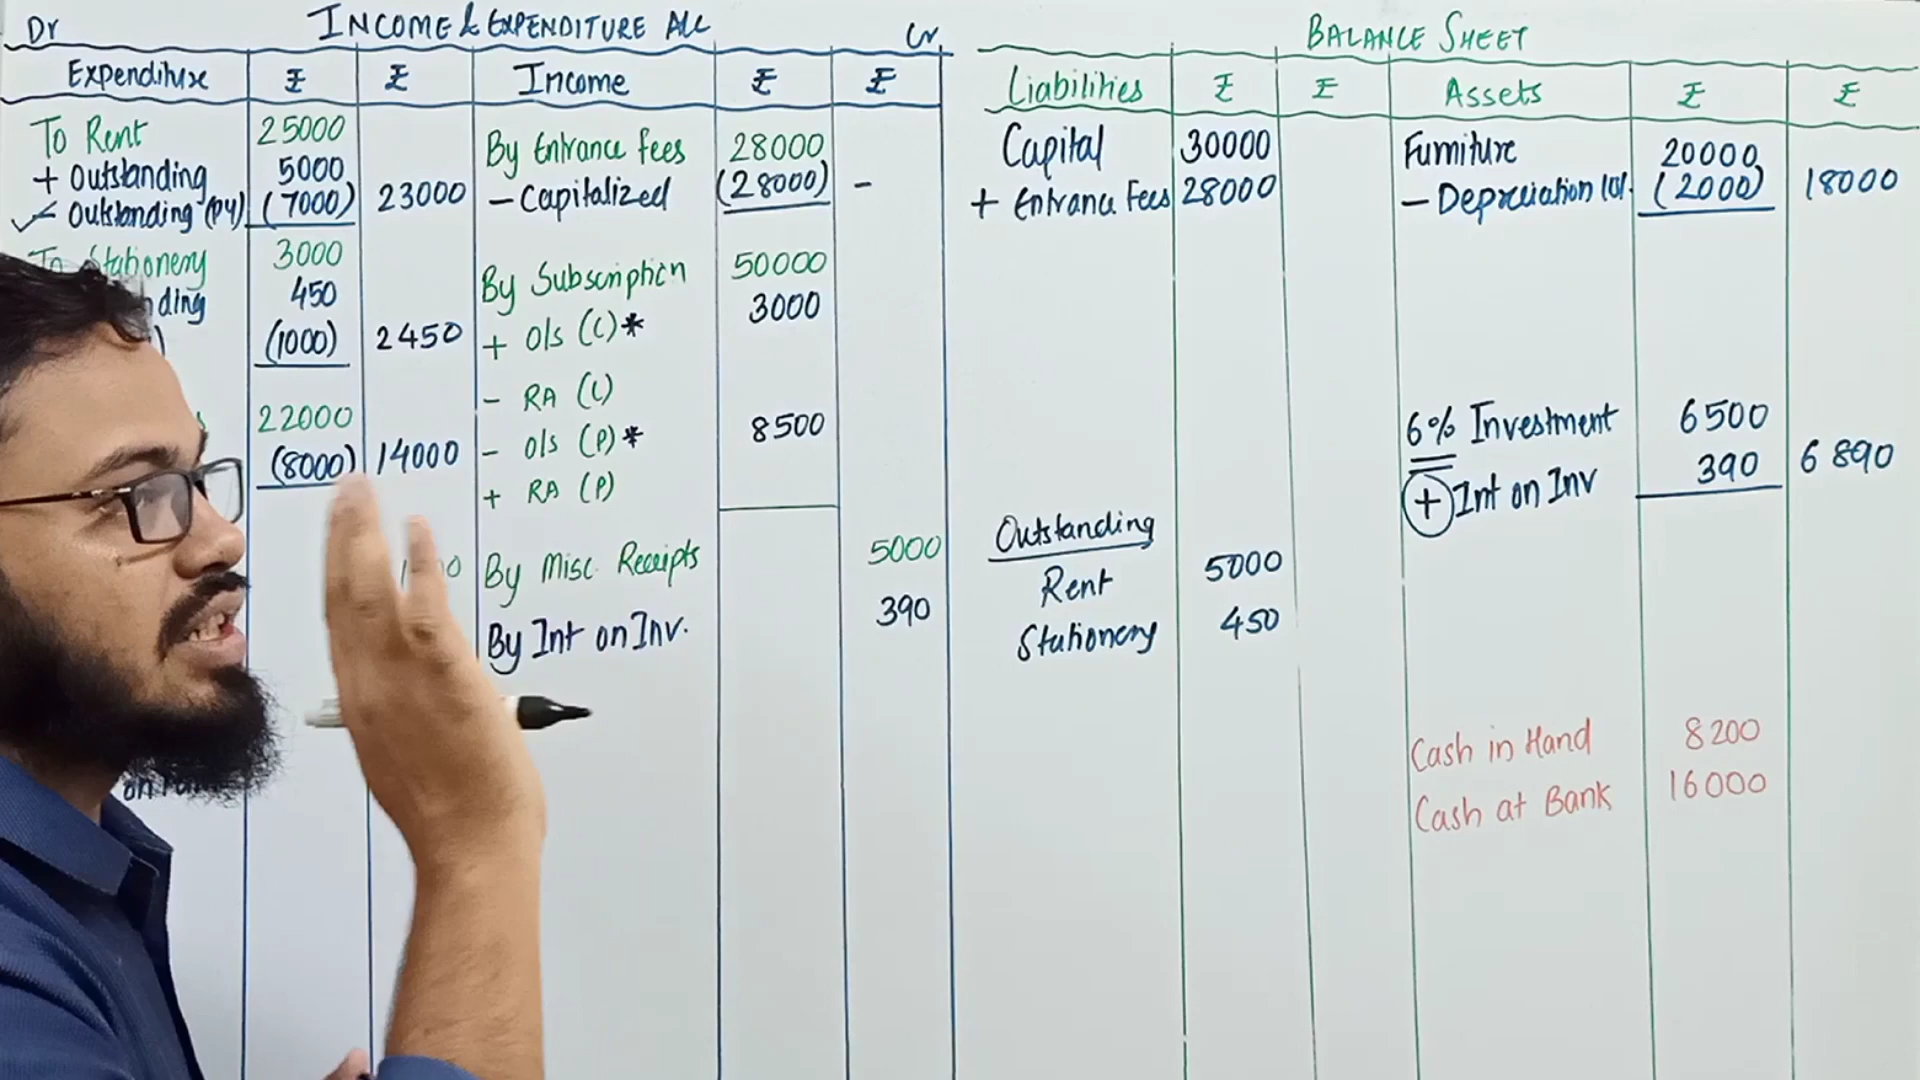 Dr INCOME & EXPENDITURE A/C Cr.
Expenditure ₹ ₹ Income ₹ ₹
To Rent 25000
+ Outstanding 5000
- Outstanding (PY) (7000) 23000
To Stationery 3000
450
(1000) 2450
22000
(8000) 14000
By Entrance fees 28000
- Capitalized (28000) -
By Subscription 50000
+ O/s (C)* 3000
- RA (C)
- O/s (P)* 8500
+ RA (P)
By Misc. Receipts 5000
By Int on Inv. 390
BALANCE SHEET
Liabilities ₹ ₹ Assets ₹ ₹
Capital 30000
+ Entrance Fees 28000
Outstanding
Rent 5000
Stationery 450
Furniture 20000
- Depreciation (2000) 18000
6% Investment 6500
+ Int on Inv 390 6890
Cash in Hand 8200
Cash at Bank 16000